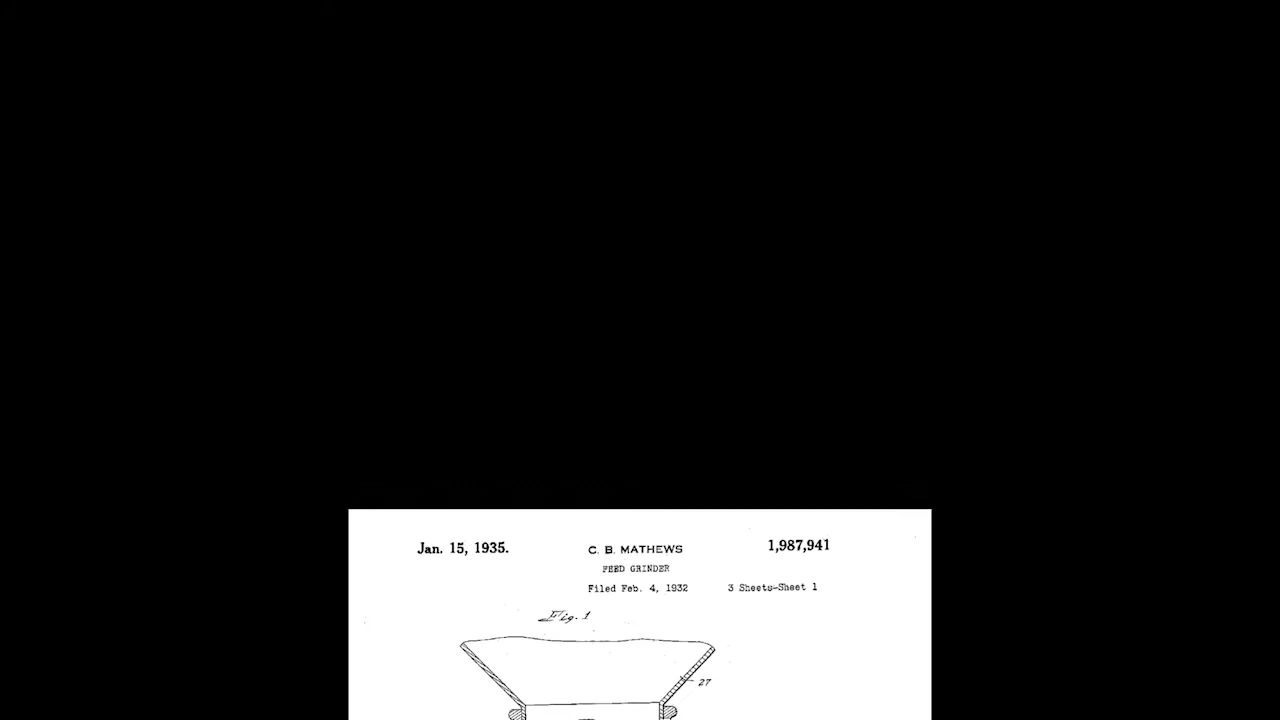 Jan. 15, 1935.
C. B. MATHEWS
1,987,941
FEED GRINDER
Filed Feb. 4, 1932
3 Sheets-Sheet 1
Fig. 1
27